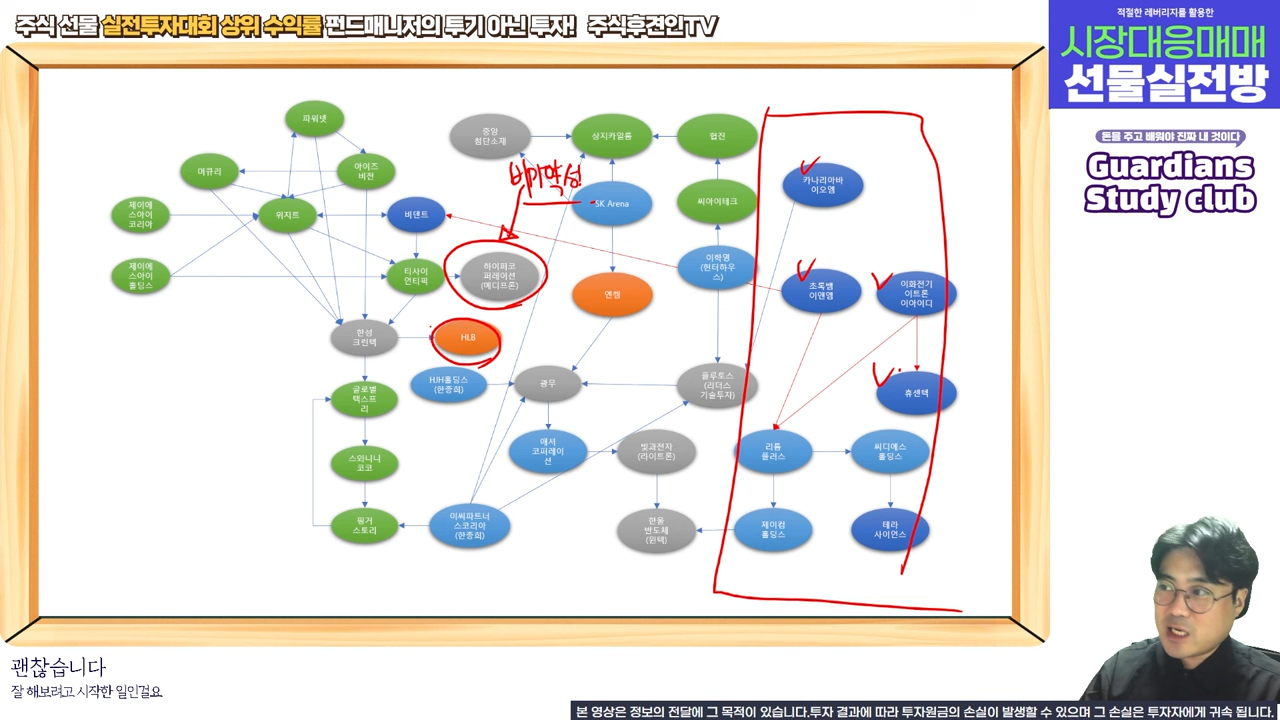 주식 선물 실전투자대회 상위 수익률 펀드매니저의 투기 아닌 투자! 주식후견인TV
적절한 레버리지를 활용한
시장대응매매
선물실전방
돈을 주고 배워야 진짜 내 것이다
Guardians
Study club
파워넷
중앙
첨단소재
상지카일룸
협진
머큐리
아이즈
비전
비마약성
카나리아바
이오엠
제이에
스아이
코리아
위지트
비덴트
SK Arena
씨아이테크
제이에
스아이
홀딩스
티사이
언티픽
하이퍼코
퍼레이션
(메디프론)
엔켐
이학영
(헌터하우
스)
초록뱀
이앤엠
이화전기
이트론
이아이디
한성
크린텍
HLB
글로벌
텍스프
리
HJH홀딩스
(한종희)
광무
플루토스
(리더스
기술투자)
휴센텍
스와니니
코코
애서
코퍼레이
션
빛과전자
(라이트론)
리튬
플러스
씨디에스
홀딩스
핑거
스토리
이씨파트너
스코리아
(한종희)
한울
반도체
(윈텍)
제이컴
홀딩스
테라
사이언스
괜찮습니다
잘 해보려고 시작한 일인걸요
본 영상은 정보의 전달에 그 목적이 있습니다.투자 결과에 따라 투자원금의 손실이 발생할 수 있으며 그 손실은 투자자에게 귀속 됩니다.